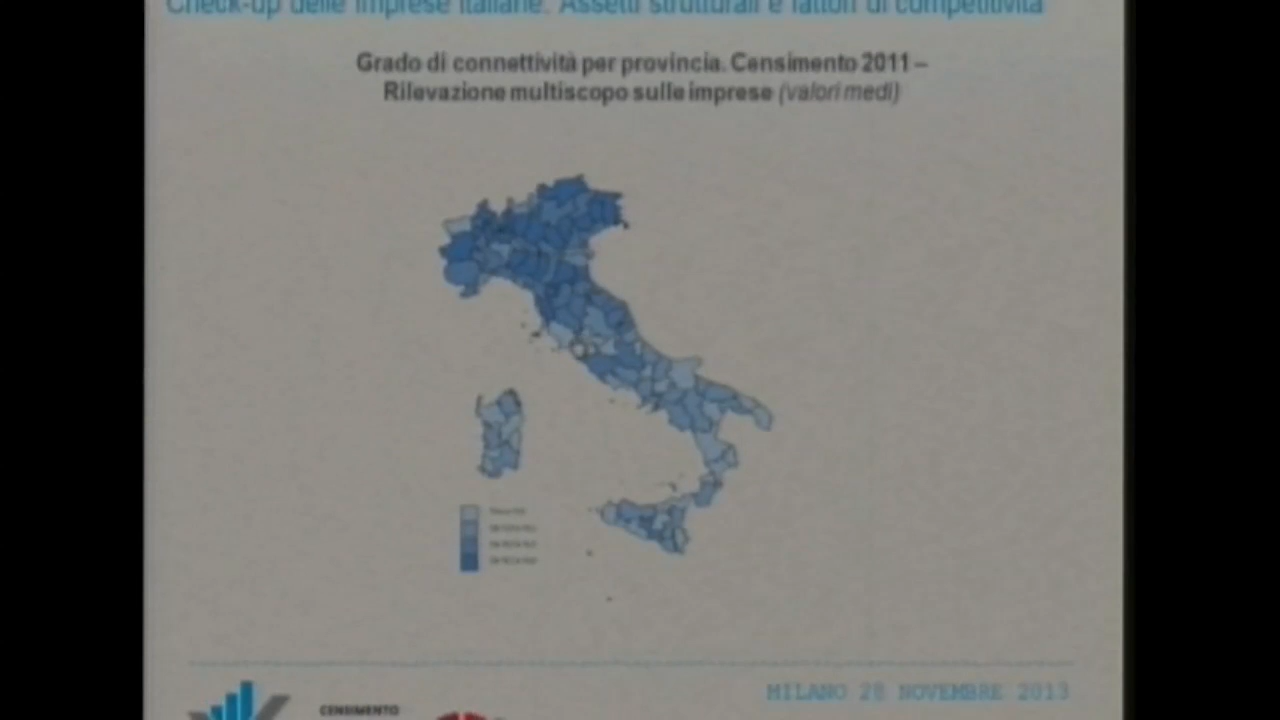 Check-up delle imprese italiane. Assetti strutturali e fattori di competitività
Grado di connettività per provincia. Censimento 2011 –
Rilevazione multiscopo sulle imprese (valori medi)
MILANO 28 NOVEMBRE 2013
CENSIMENTO